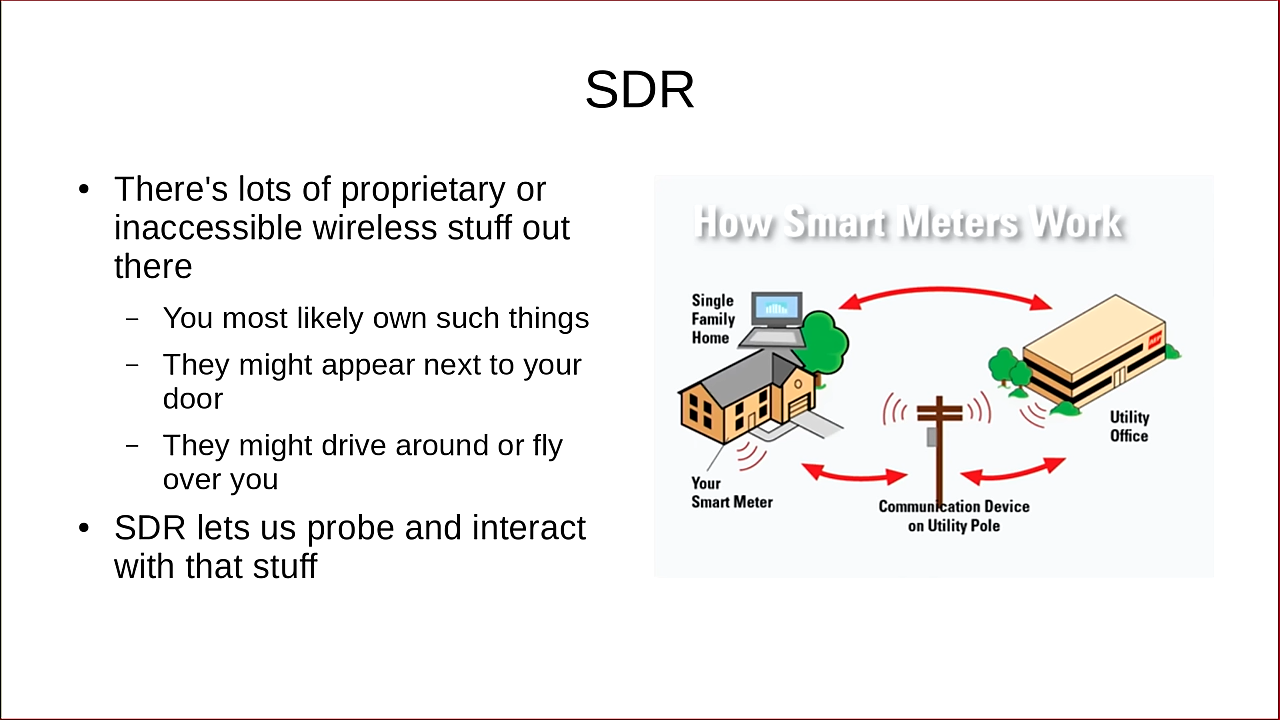 SDR
• There's lots of proprietary or
inaccessible wireless stuff out
there
– You most likely own such things
– They might appear next to your
door
– They might drive around or fly
over you
• SDR lets us probe and interact
with that stuff
How Smart Meters Work
Single
Family
Home
Utility
Office
Your
Smart Meter
Communication Device
on Utility Pole